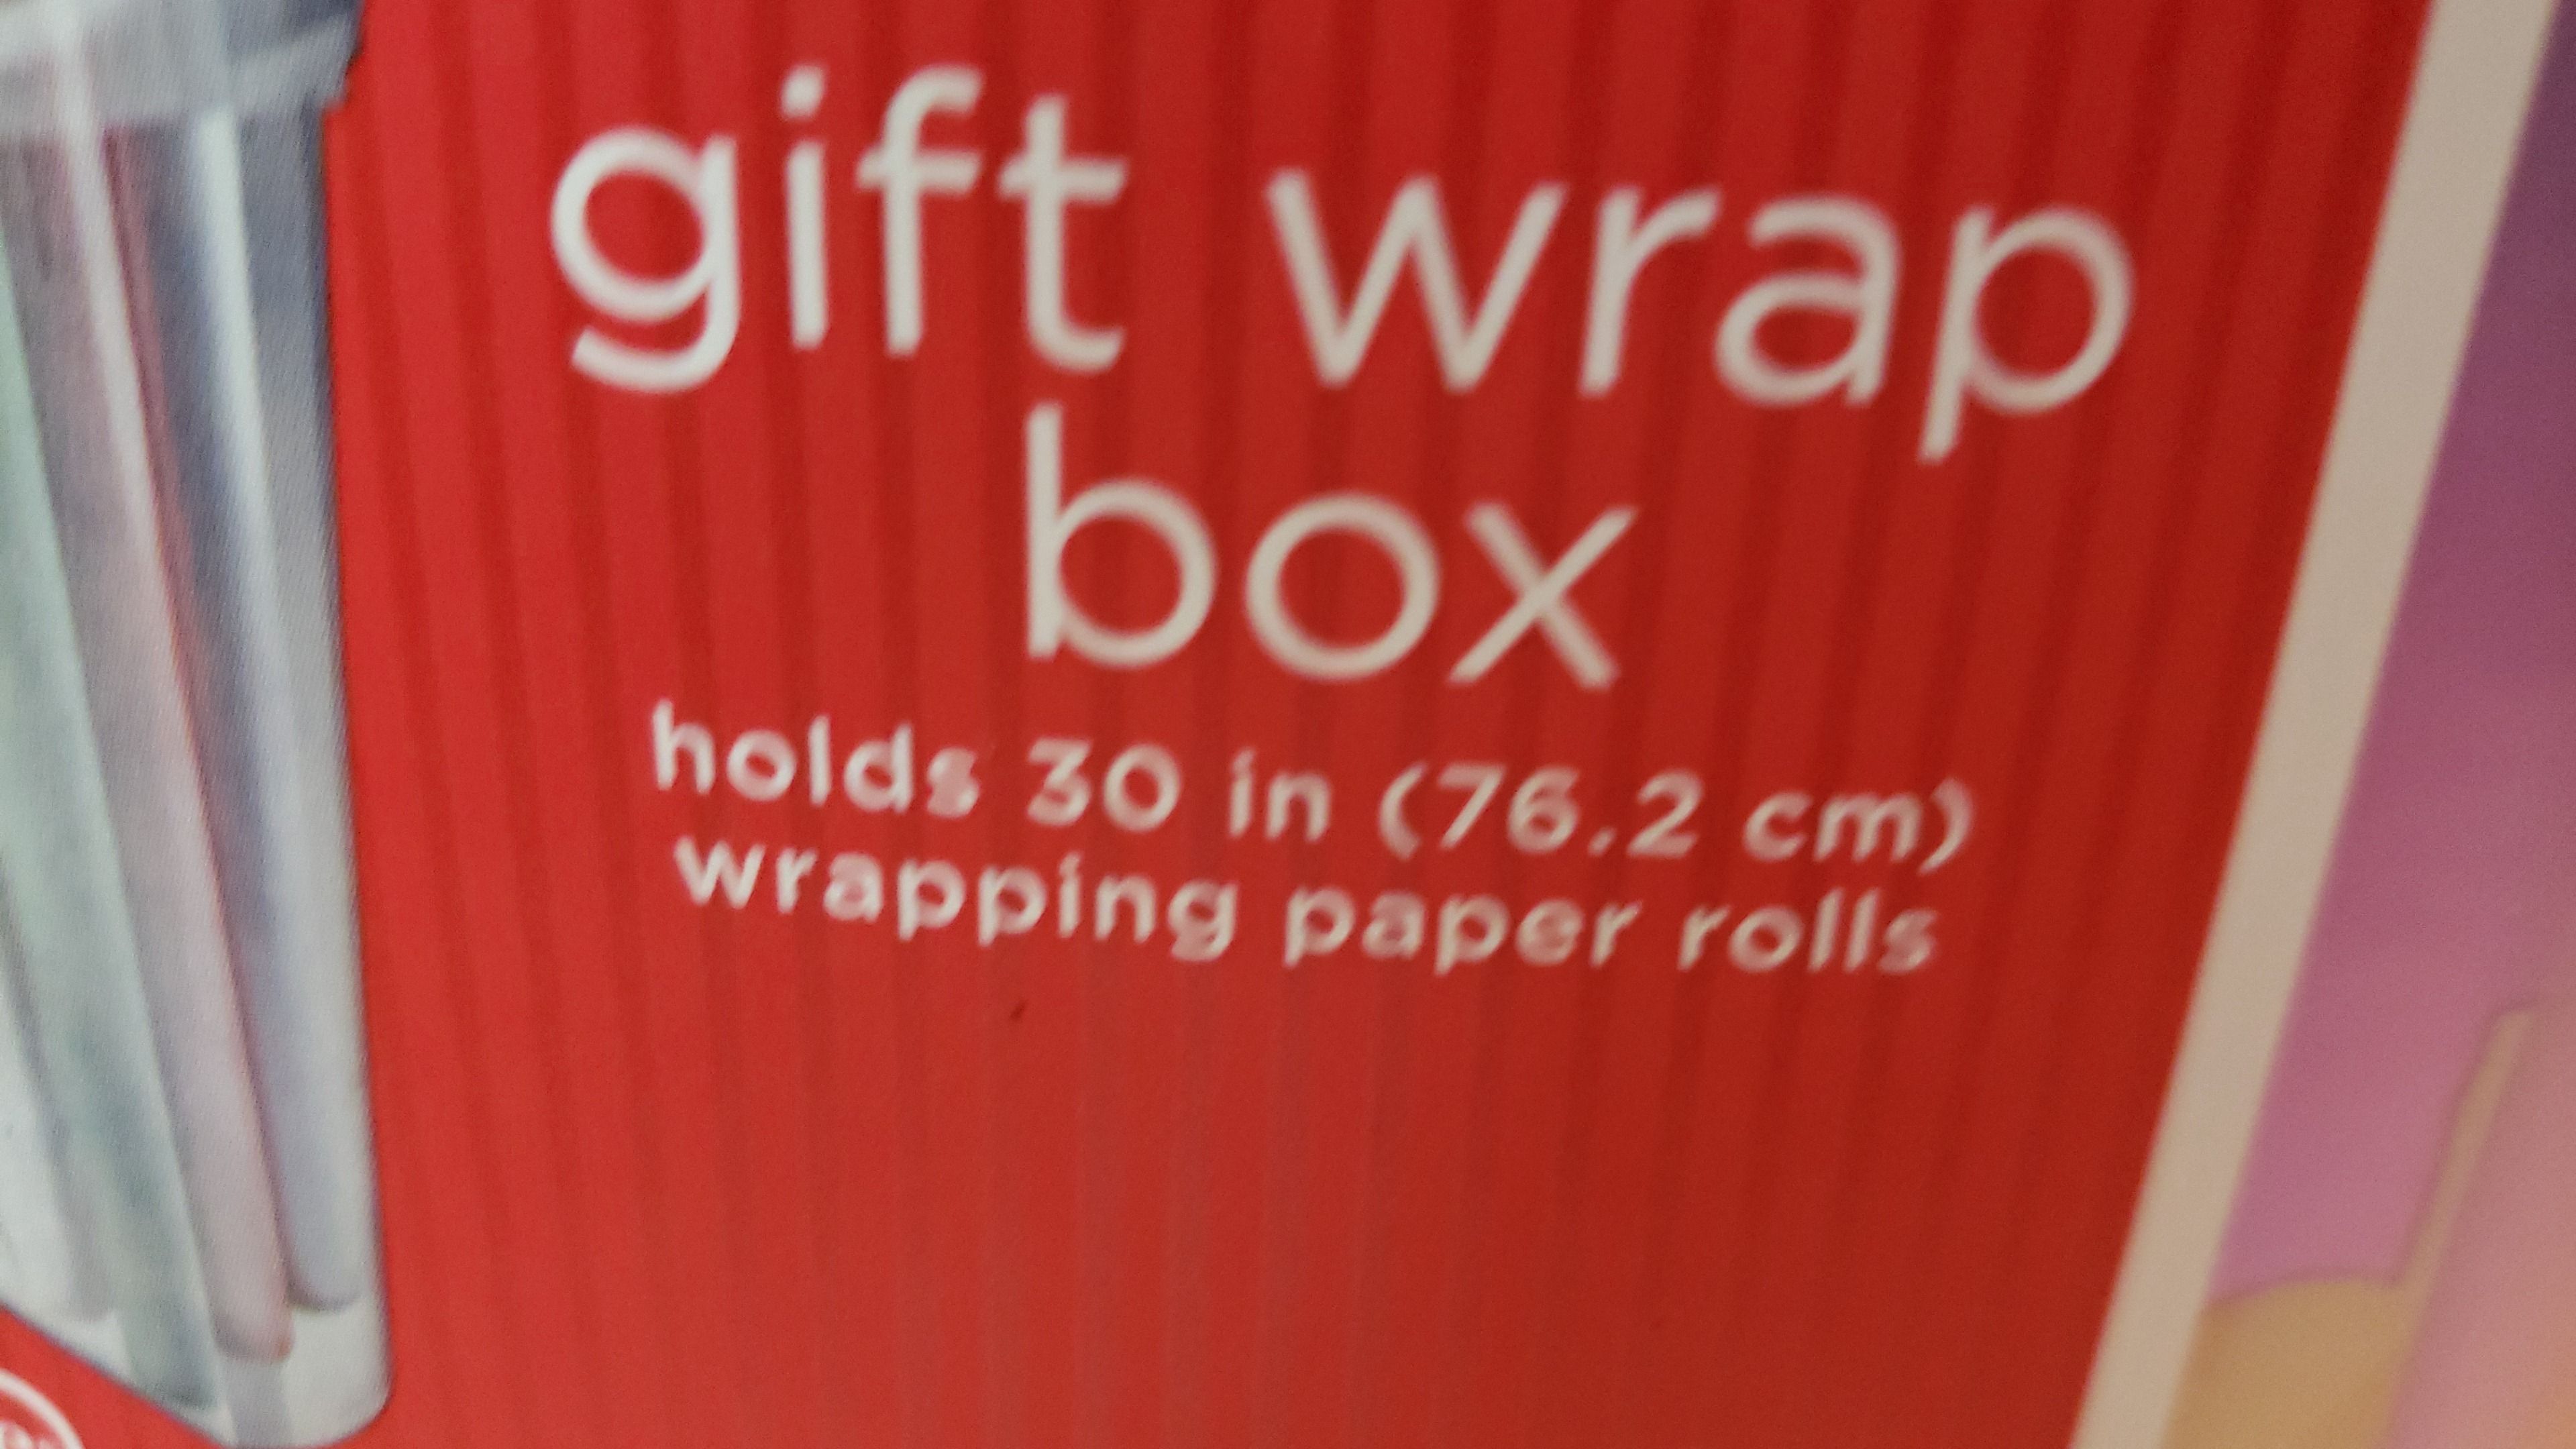 gift wrap
box
holds 30 in (76.2 cm)
wrapping paper rolls